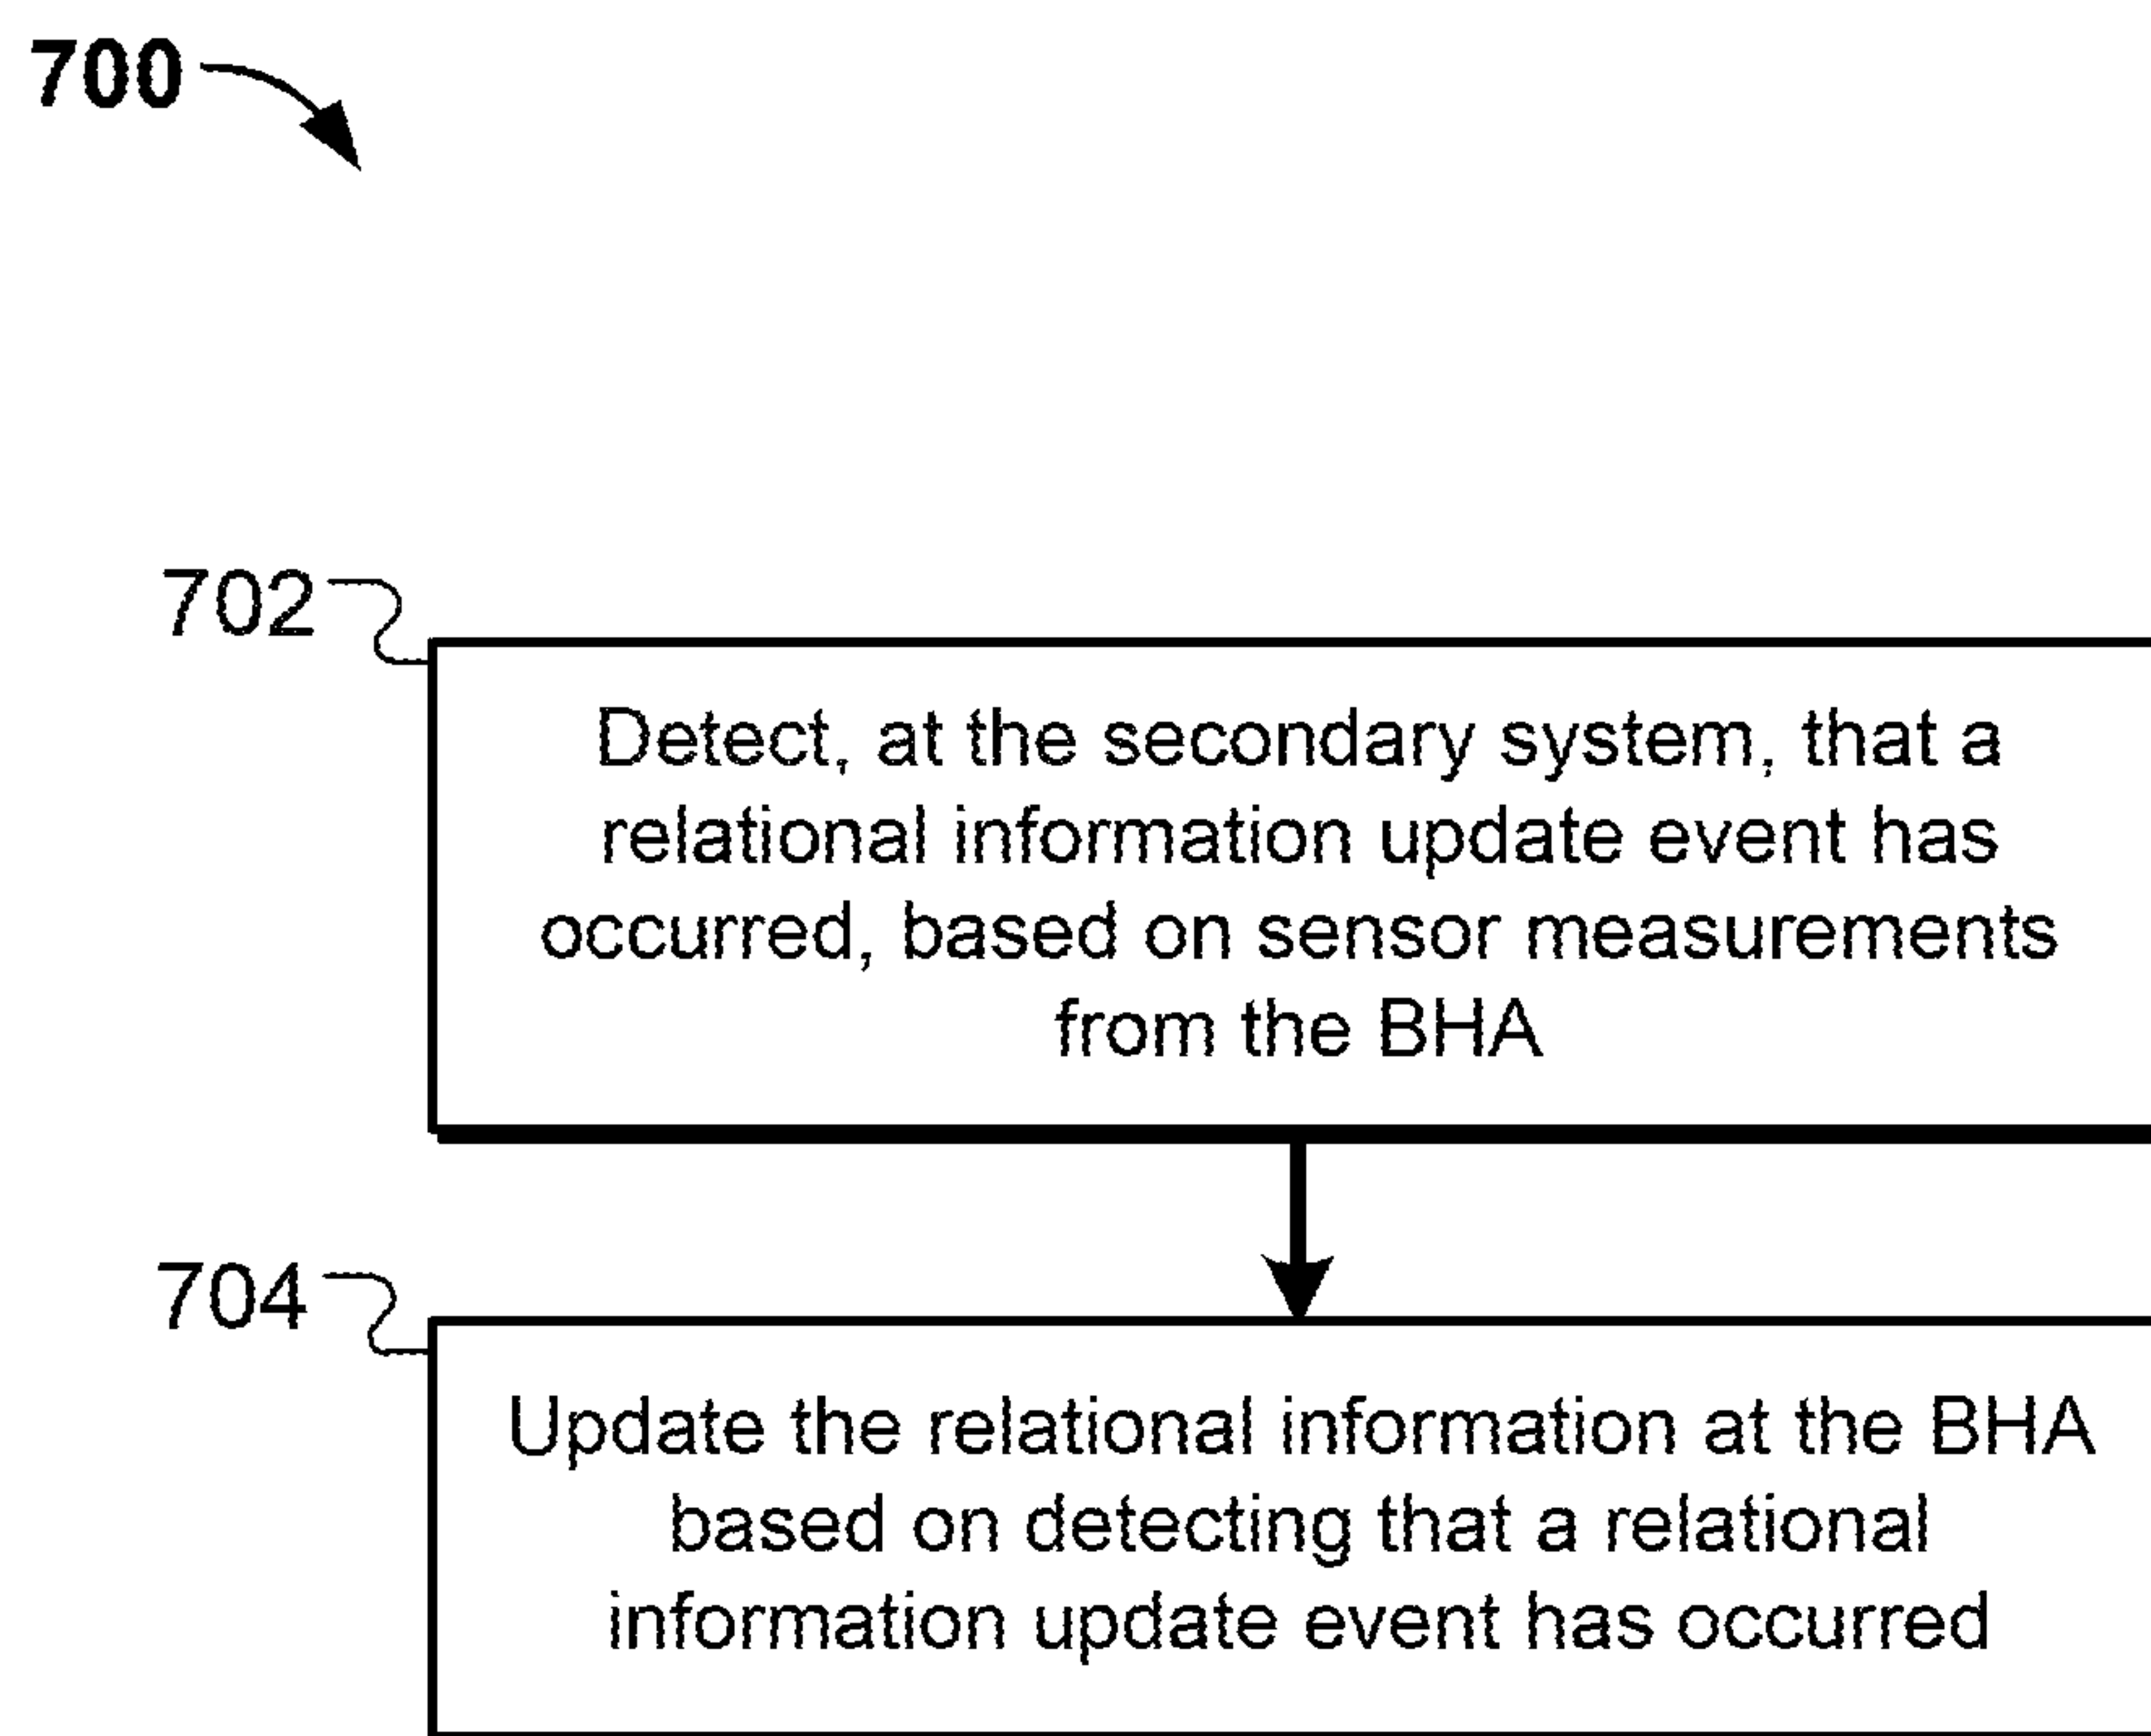 700
702
Detect, at the secondary system, that a
relational information update event has
occurred, based on sensor measurements
from the BHA
704
Update the relational information at the BHA
based on detecting that a relational
information update event has occurred